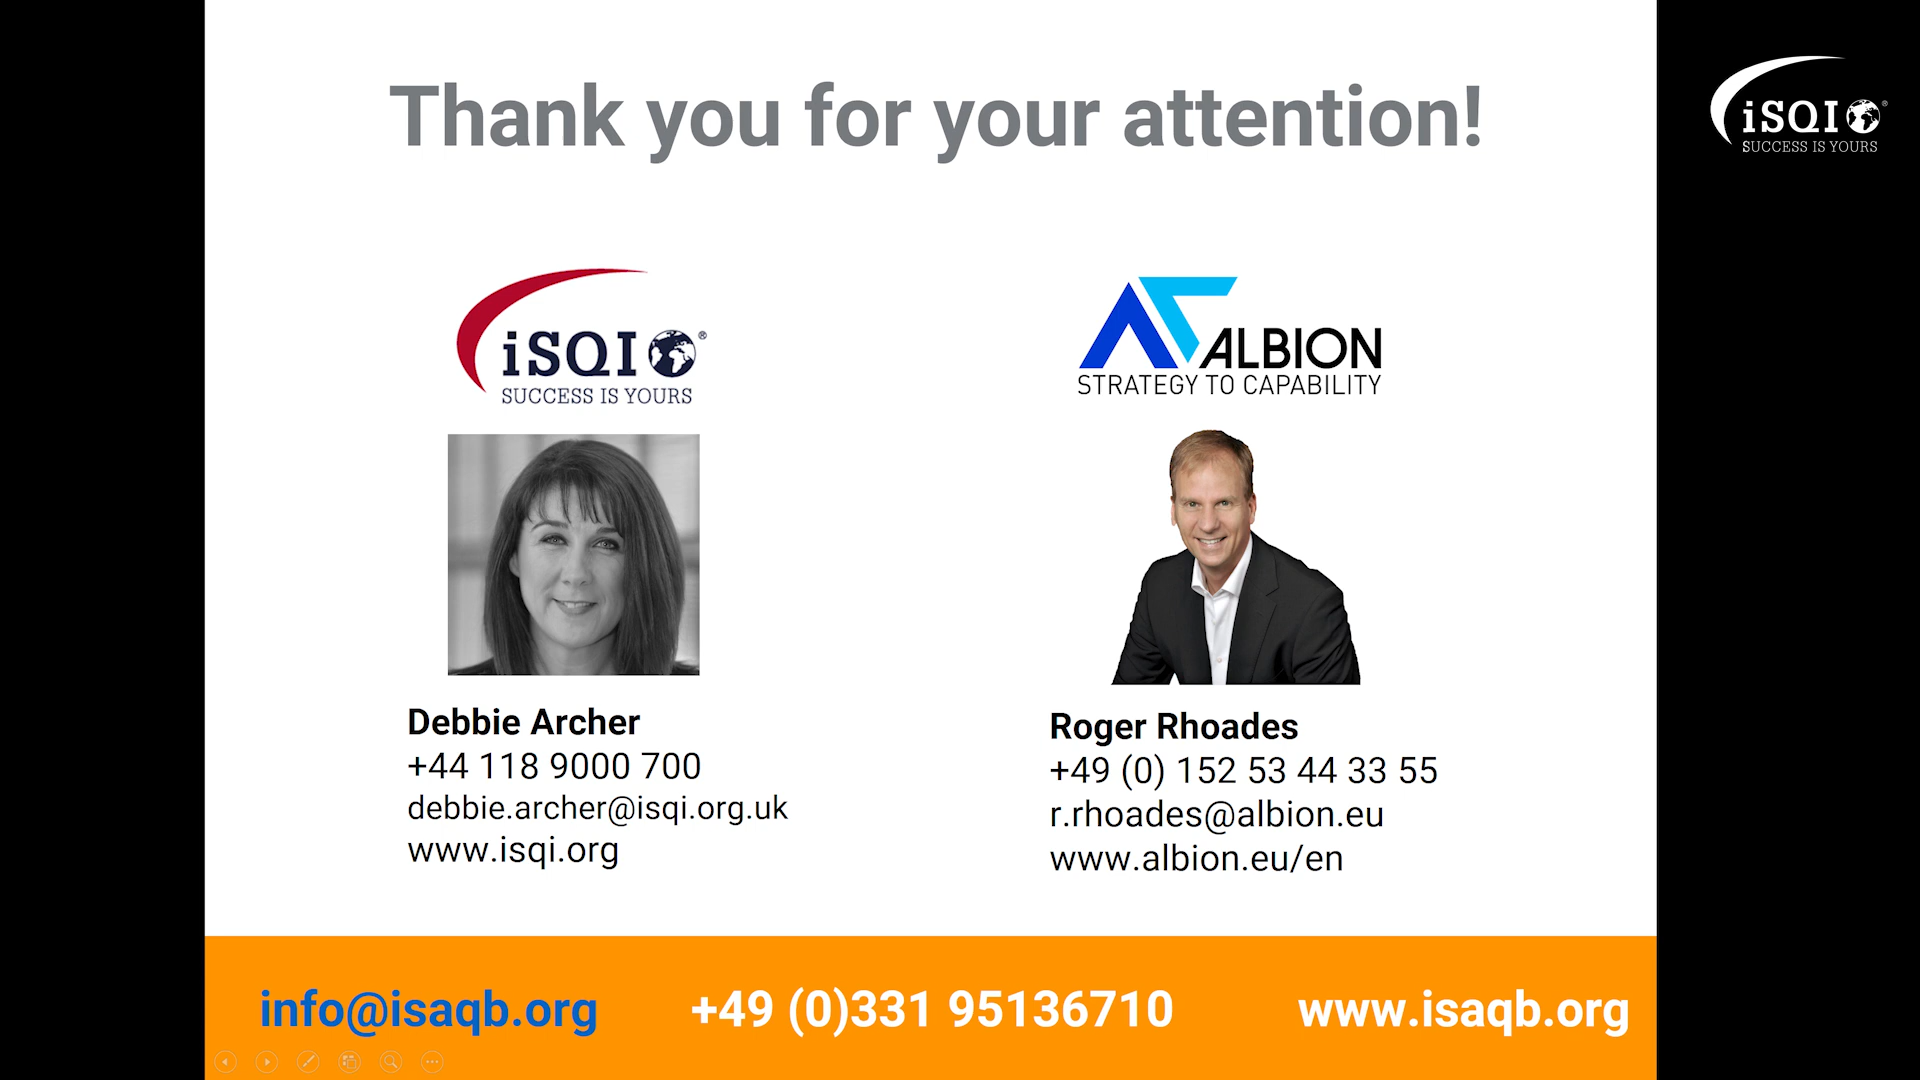 Thank you for your attention!
iSQI ®
SUCCESS IS YOURS
iSQI ®
SUCCESS IS YOURS
ALBION
STRATEGY TO CAPABILITY
Debbie Archer
+44 118 9000 700
debbie.archer@isqi.org.uk
www.isqi.org
Roger Rhoades
+49 (0) 152 53 44 33 55
r.rhoades@albion.eu
www.albion.eu/en
info@isaqb.org
+49 (0)331 95136710
www.isaqb.org